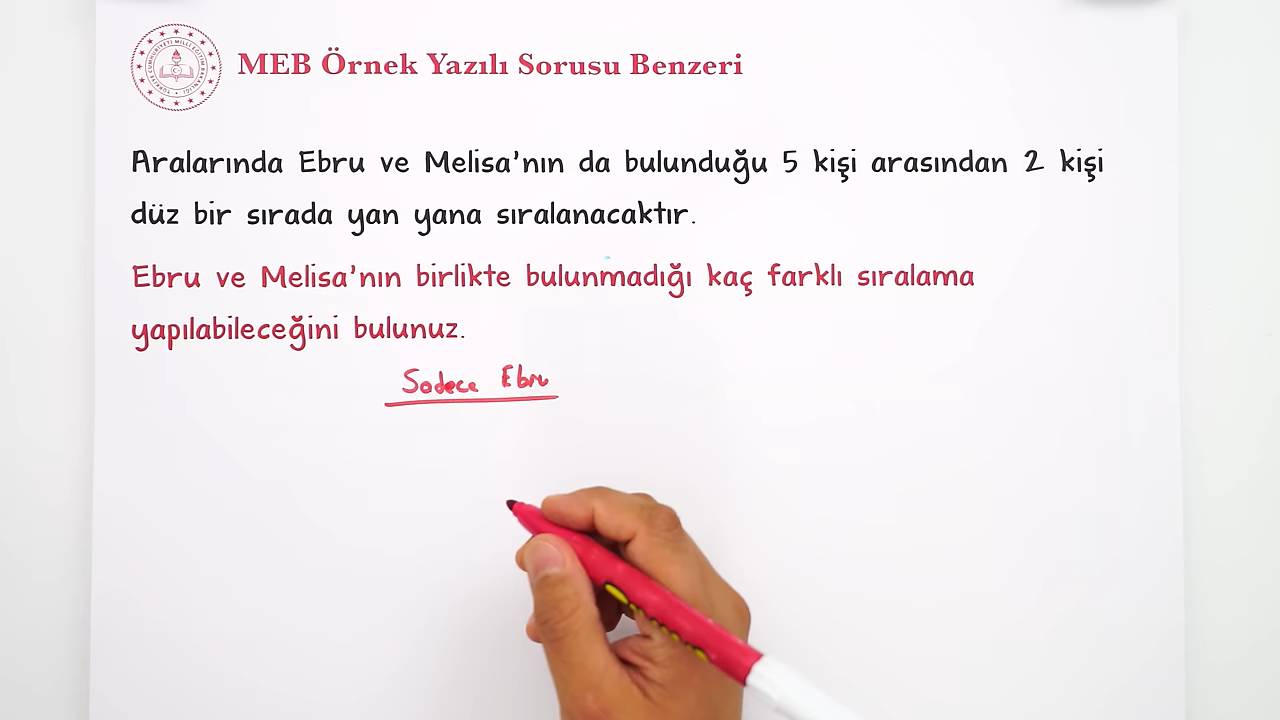 MEB Örnek Yazılı Sorusu Benzeri
Aralarında Ebru ve Melisa'nın da bulunduğu 5 kişi arasından 2 kişi
düz bir sırada yan yana sıralanacaktır.
Ebru ve Melisa'nın birlikte bulunmadığı kaç farklı sıralama
yapılabileceğini bulunuz.
Sadece Ebru